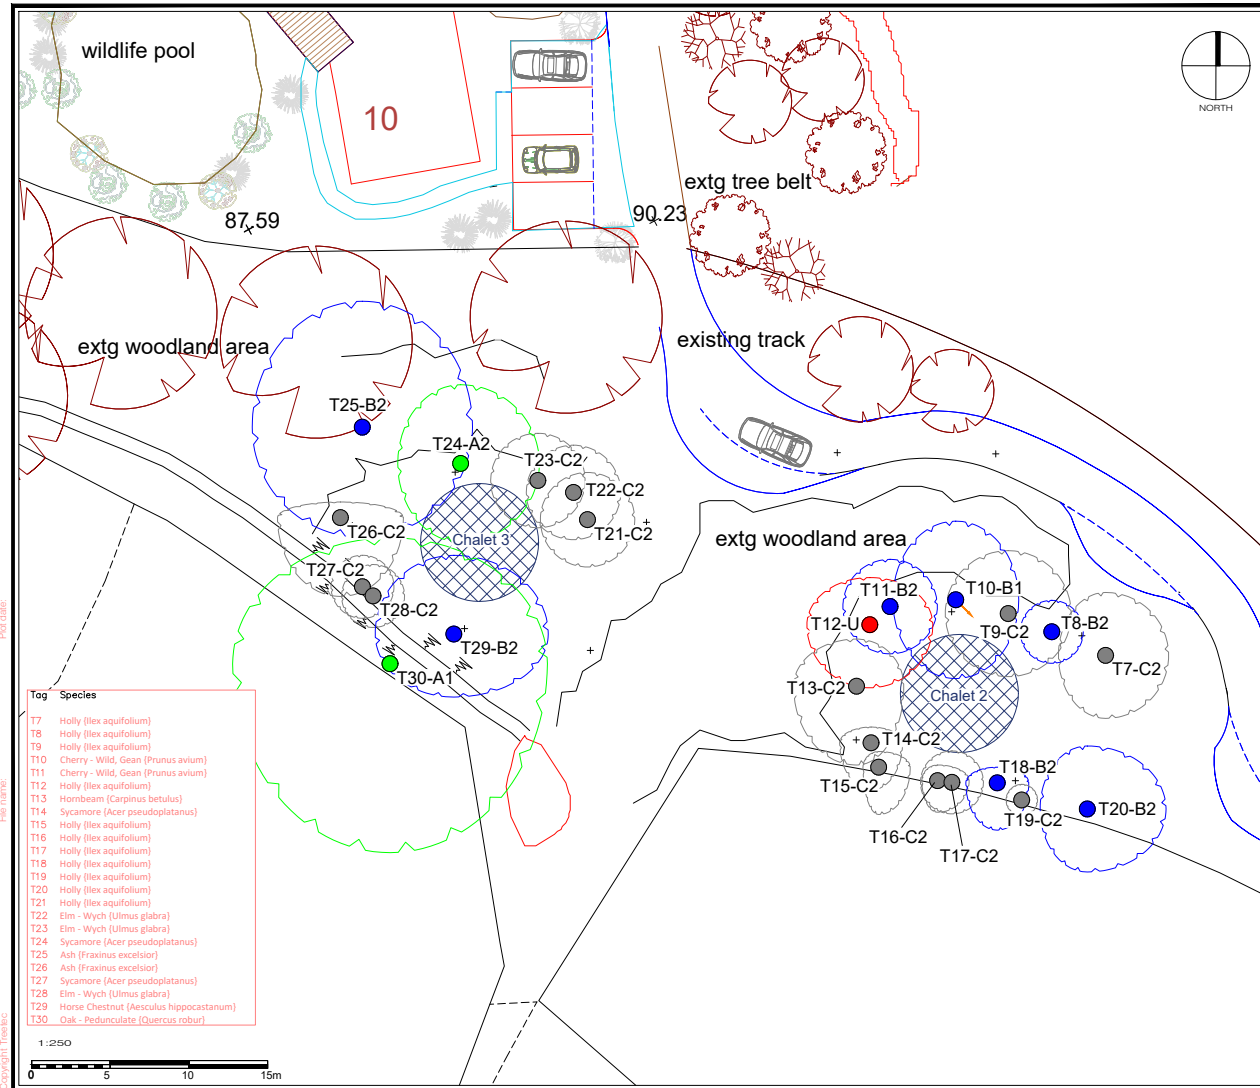 wildlife pool
10
NORTH
extg tree belt
87.59
90.23
extg woodland area
existing track
T25-B2
T24-A2
T23-C2
T22-C2
T21-C2
T26-C2
Chalet 3
T27-C2
T28-C2
T29-B2
T30-A1
extg woodland area
T11-B2
T10-B1
T12-U
T9-C2
T8-B2
T7-C2
T13-C2
Chalet 2
T14-C2
T15-C2
T18-B2
T19-C2
T20-B2
T16-C2
T17-C2
Plot date:
File name:
Copyright Treetec
Tag Species
T7 Holly (Ilex aquifolium)
T8 Holly (Ilex aquifolium)
T9 Holly (Ilex aquifolium)
T10 Cherry - Wild, Gean (Prunus avium)
T11 Cherry - Wild, Gean (Prunus avium)
T12 Holly (Ilex aquifolium)
T13 Hornbeam (Carpinus betulus)
T14 Sycamore (Acer pseudoplatanus)
T15 Holly (Ilex aquifolium)
T16 Holly (Ilex aquifolium)
T17 Holly (Ilex aquifolium)
T18 Holly (Ilex aquifolium)
T19 Holly (Ilex aquifolium)
T20 Holly (Ilex aquifolium)
T21 Holly (Ilex aquifolium)
T22 Elm - Wych (Ulmus glabra)
T23 Elm - Wych (Ulmus glabra)
T24 Sycamore (Acer pseudoplatanus)
T25 Ash (Fraxinus excelsior)
T26 Ash (Fraxinus excelsior)
T27 Sycamore (Acer pseudoplatanus)
T28 Elm - Wych (Ulmus glabra)
T29 Horse Chestnut (Aesculus hippocastanum)
T30 Oak - Pedunculate (Quercus robur)
1:250
0 5 10 15m